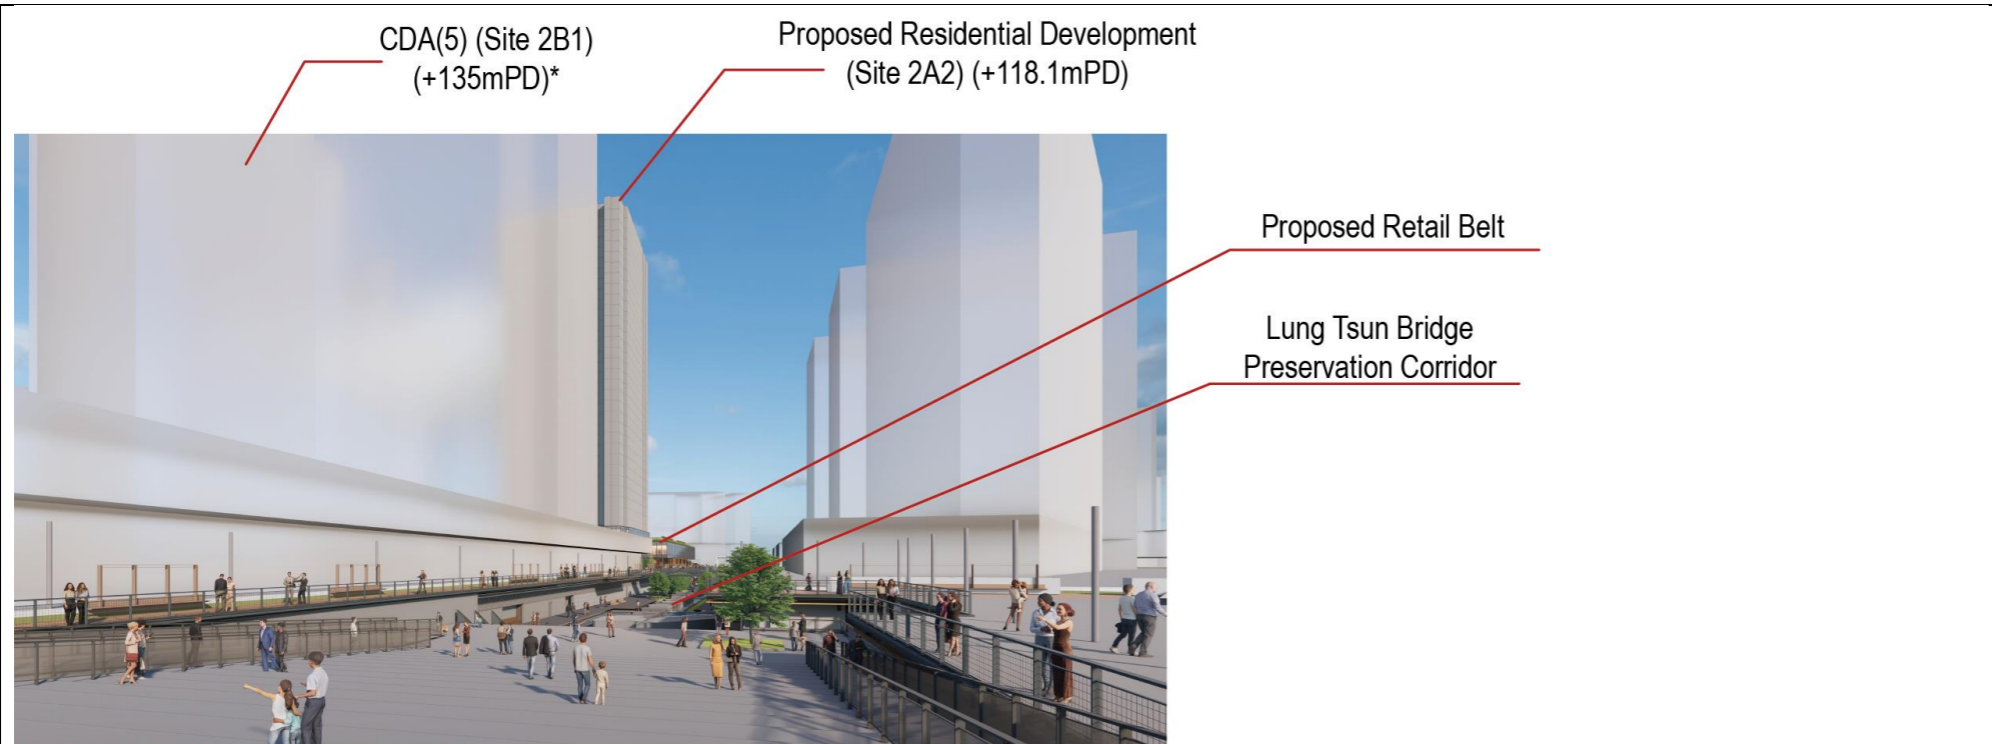 CDA(5) (Site 2B1)
(+135mPD)*
Proposed Residential Development
(Site 2A2) (+118.1mPD)
Proposed Retail Belt
Lung Tsun Bridge
Preservation Corridor